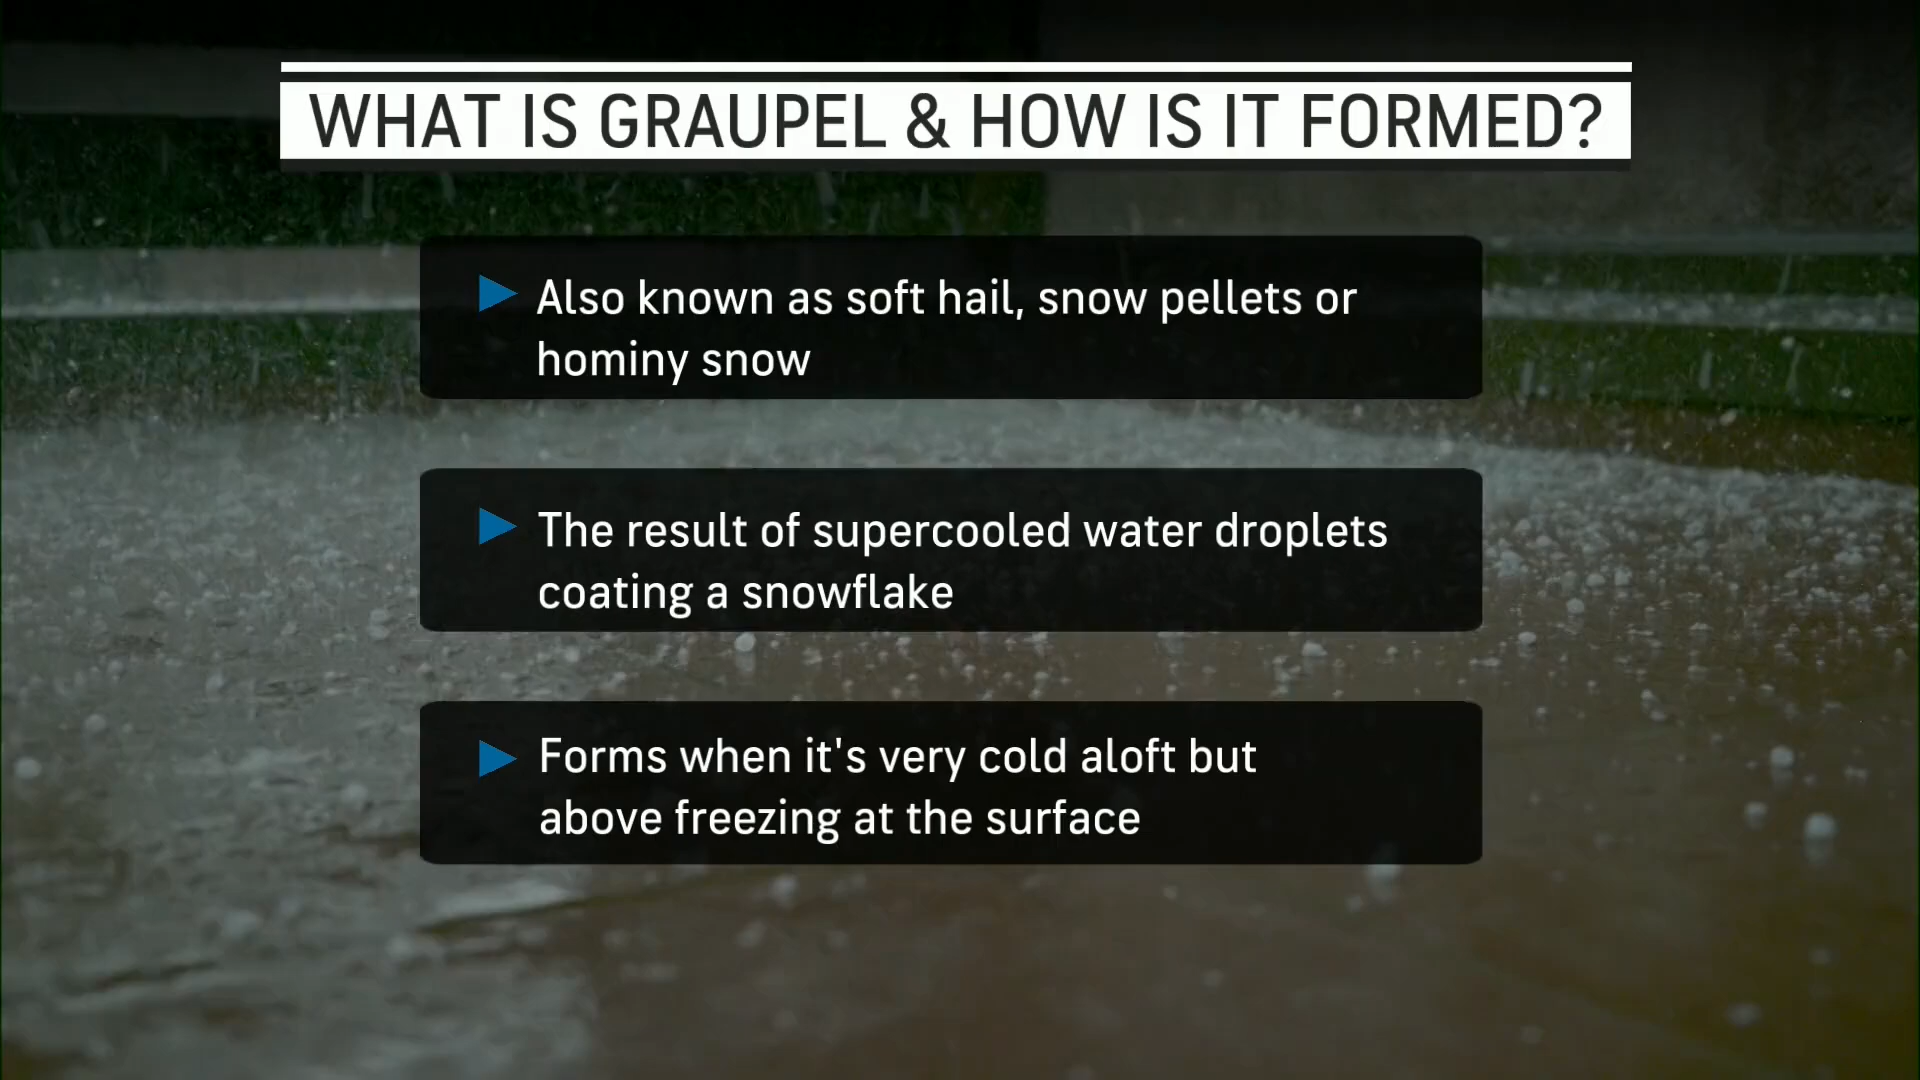 WHAT IS GRAUPEL & HOW IS IT FORMED?
Also known as soft hail, snow pellets or
hominy snow
The result of supercooled water droplets
coating a snowflake
Forms when it's very cold aloft but
above freezing at the surface